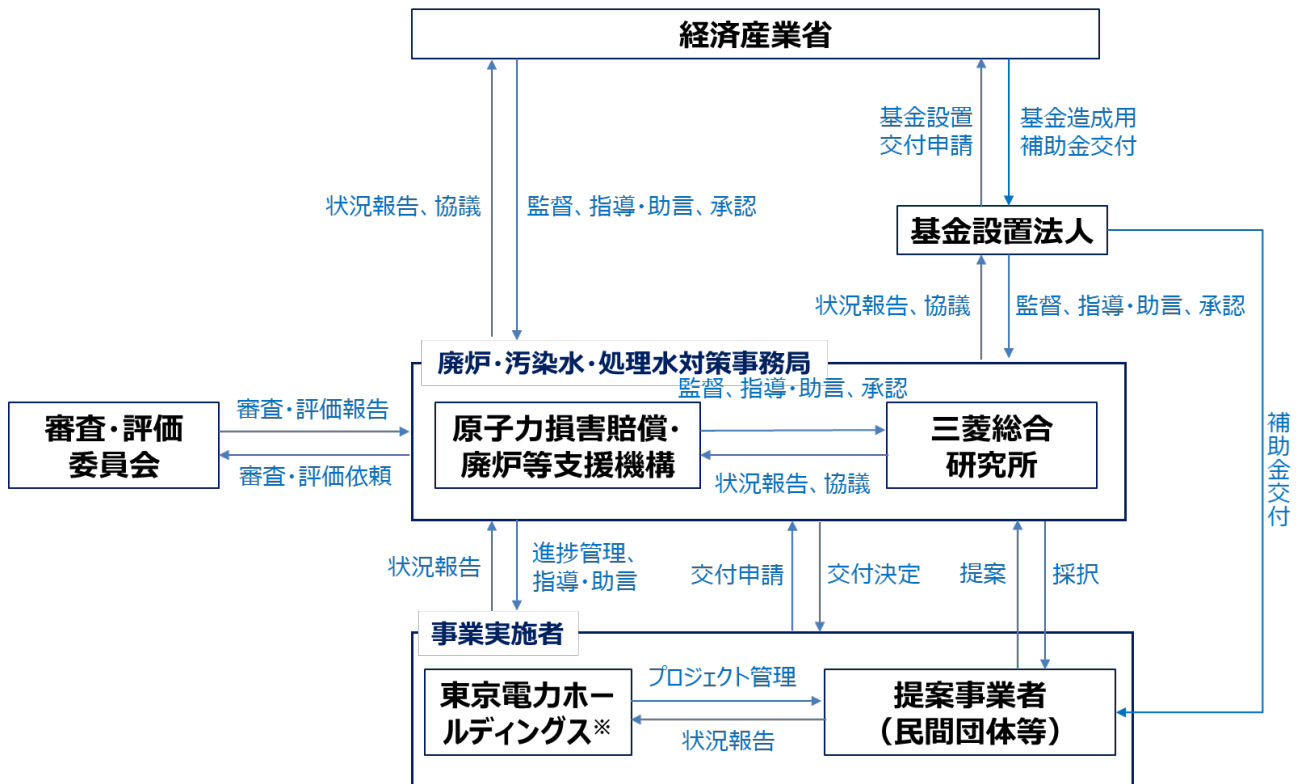 経済産業省
基金設置
交付申請
基金造成用
補助金交付
状況報告、協議
監督、指導・助言、承認
基金設置法人
状況報告、協議
監督、指導・助言、承認
廃炉・汚染水・処理水対策事務局
監督、指導・助言、承認
審査・評価
委員会
審査・評価報告
審査・評価依頼
原子力損害賠償・
廃炉等支援機構
三菱総合
研究所
状況報告、協議
補助金交付
状況報告
進捗管理、
指導・助言
交付申請
交付決定
提案
採択
事業実施者
東京電力ホー
ルディングス※
プロジェクト管理
状況報告
提案事業者
（民間団体等）